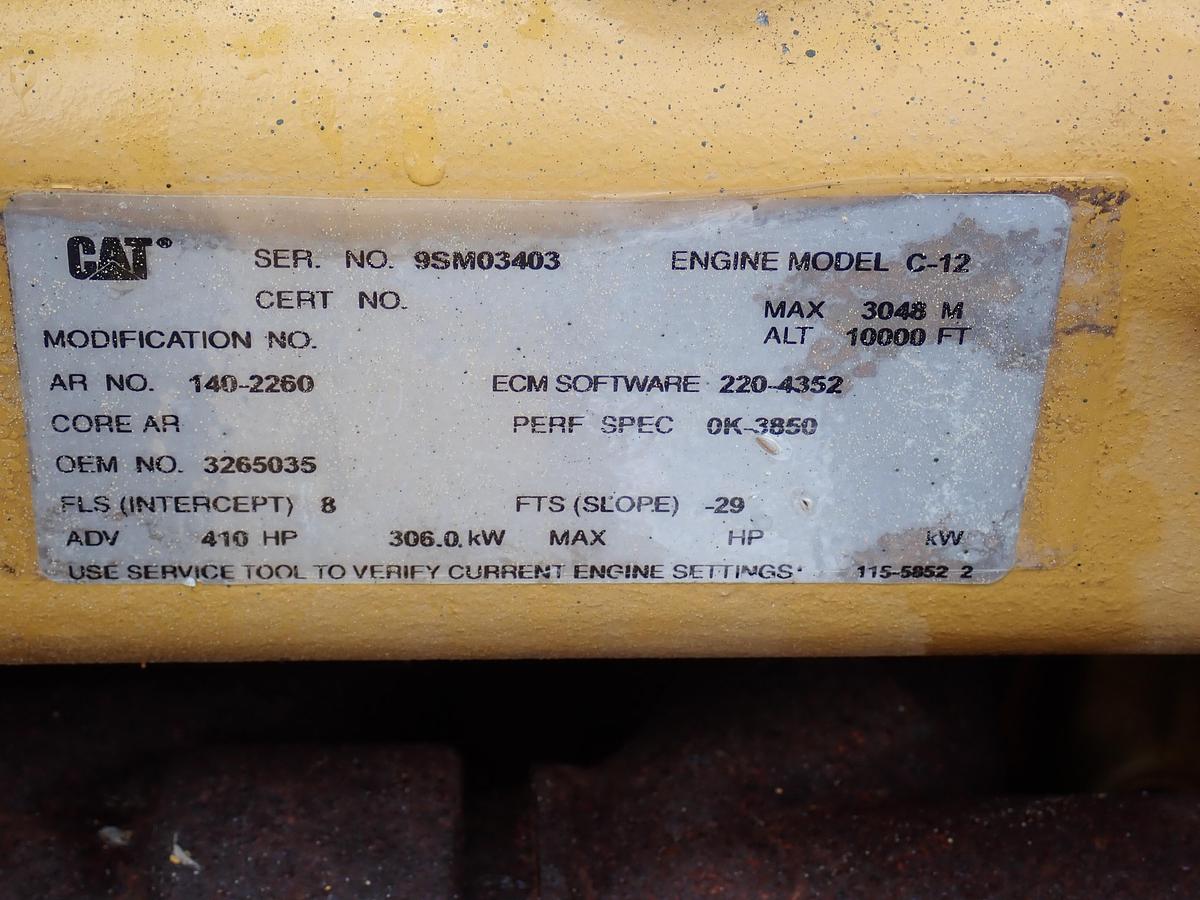 CAT® SER. NO. 9SM03403 ENGINE MODEL C-12
CERT NO. MAX 3048 M
MODIFICATION NO. ALT 10000 FT
AR NO. 140-2260 ECM SOFTWARE 220-4352
CORE AR PERF SPEC 0K-3850
OEM NO. 3265035
FLS (INTERCEPT) 8 FTS (SLOPE) -29
ADV 410 HP 306.0 kW MAX HP kW
USE SERVICE TOOL TO VERIFY CURRENT ENGINE SETTINGS. 115-5852 2